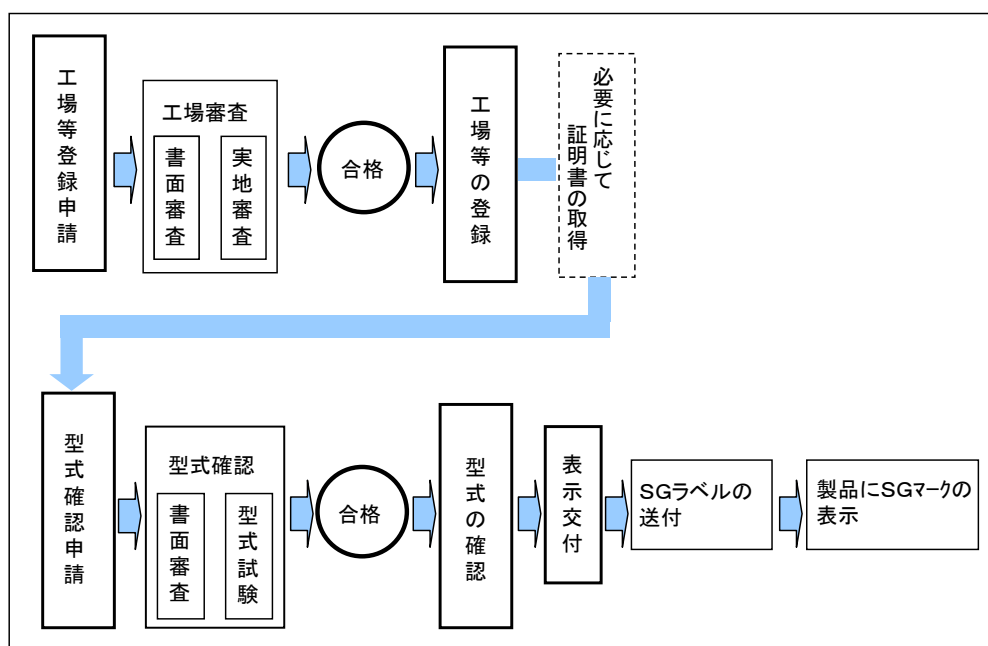 工場等登録申請
工場審査
書面審査
実地審査
合格
工場等の登録
必要に応じて
証明書の取得
型式確認申請
型式確認
書面審査
型式試験
合格
型式の確認
表示交付
SGラベルの
送付
製品にSGマークの
表示